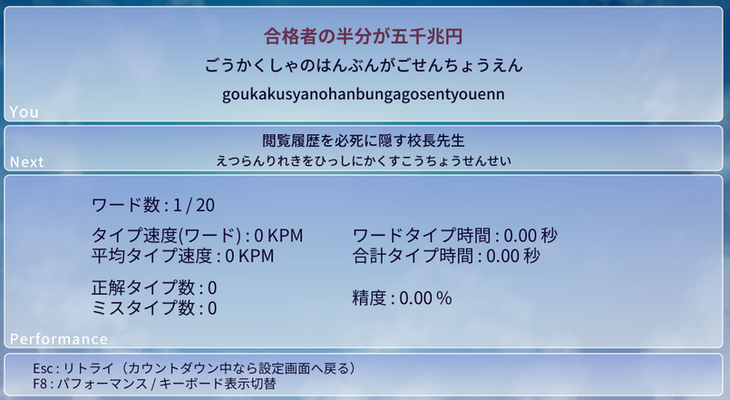 合格者の半分が五千兆円
ごうかくしゃのはんぶんがごせんちょうえん
goukakusyanohanbungagosentyouenn
You
閲覧履歴を必死に隠す校長先生
えつらんりれきをひっしにかくすこうちょうせんせい
Next
ワード数 : 1 / 20
タイプ速度(ワード) : 0 KPM
ワードタイプ時間 : 0.00 秒
平均タイプ速度 : 0 KPM
合計タイプ時間 : 0.00 秒
正解タイプ数 : 0
ミスタイプ数 : 0
精度 : 0.00 %
Performance
Esc : リトライ（カウントダウン中なら設定画面へ戻る）
F8 : パフォーマンス / キーボード表示切替